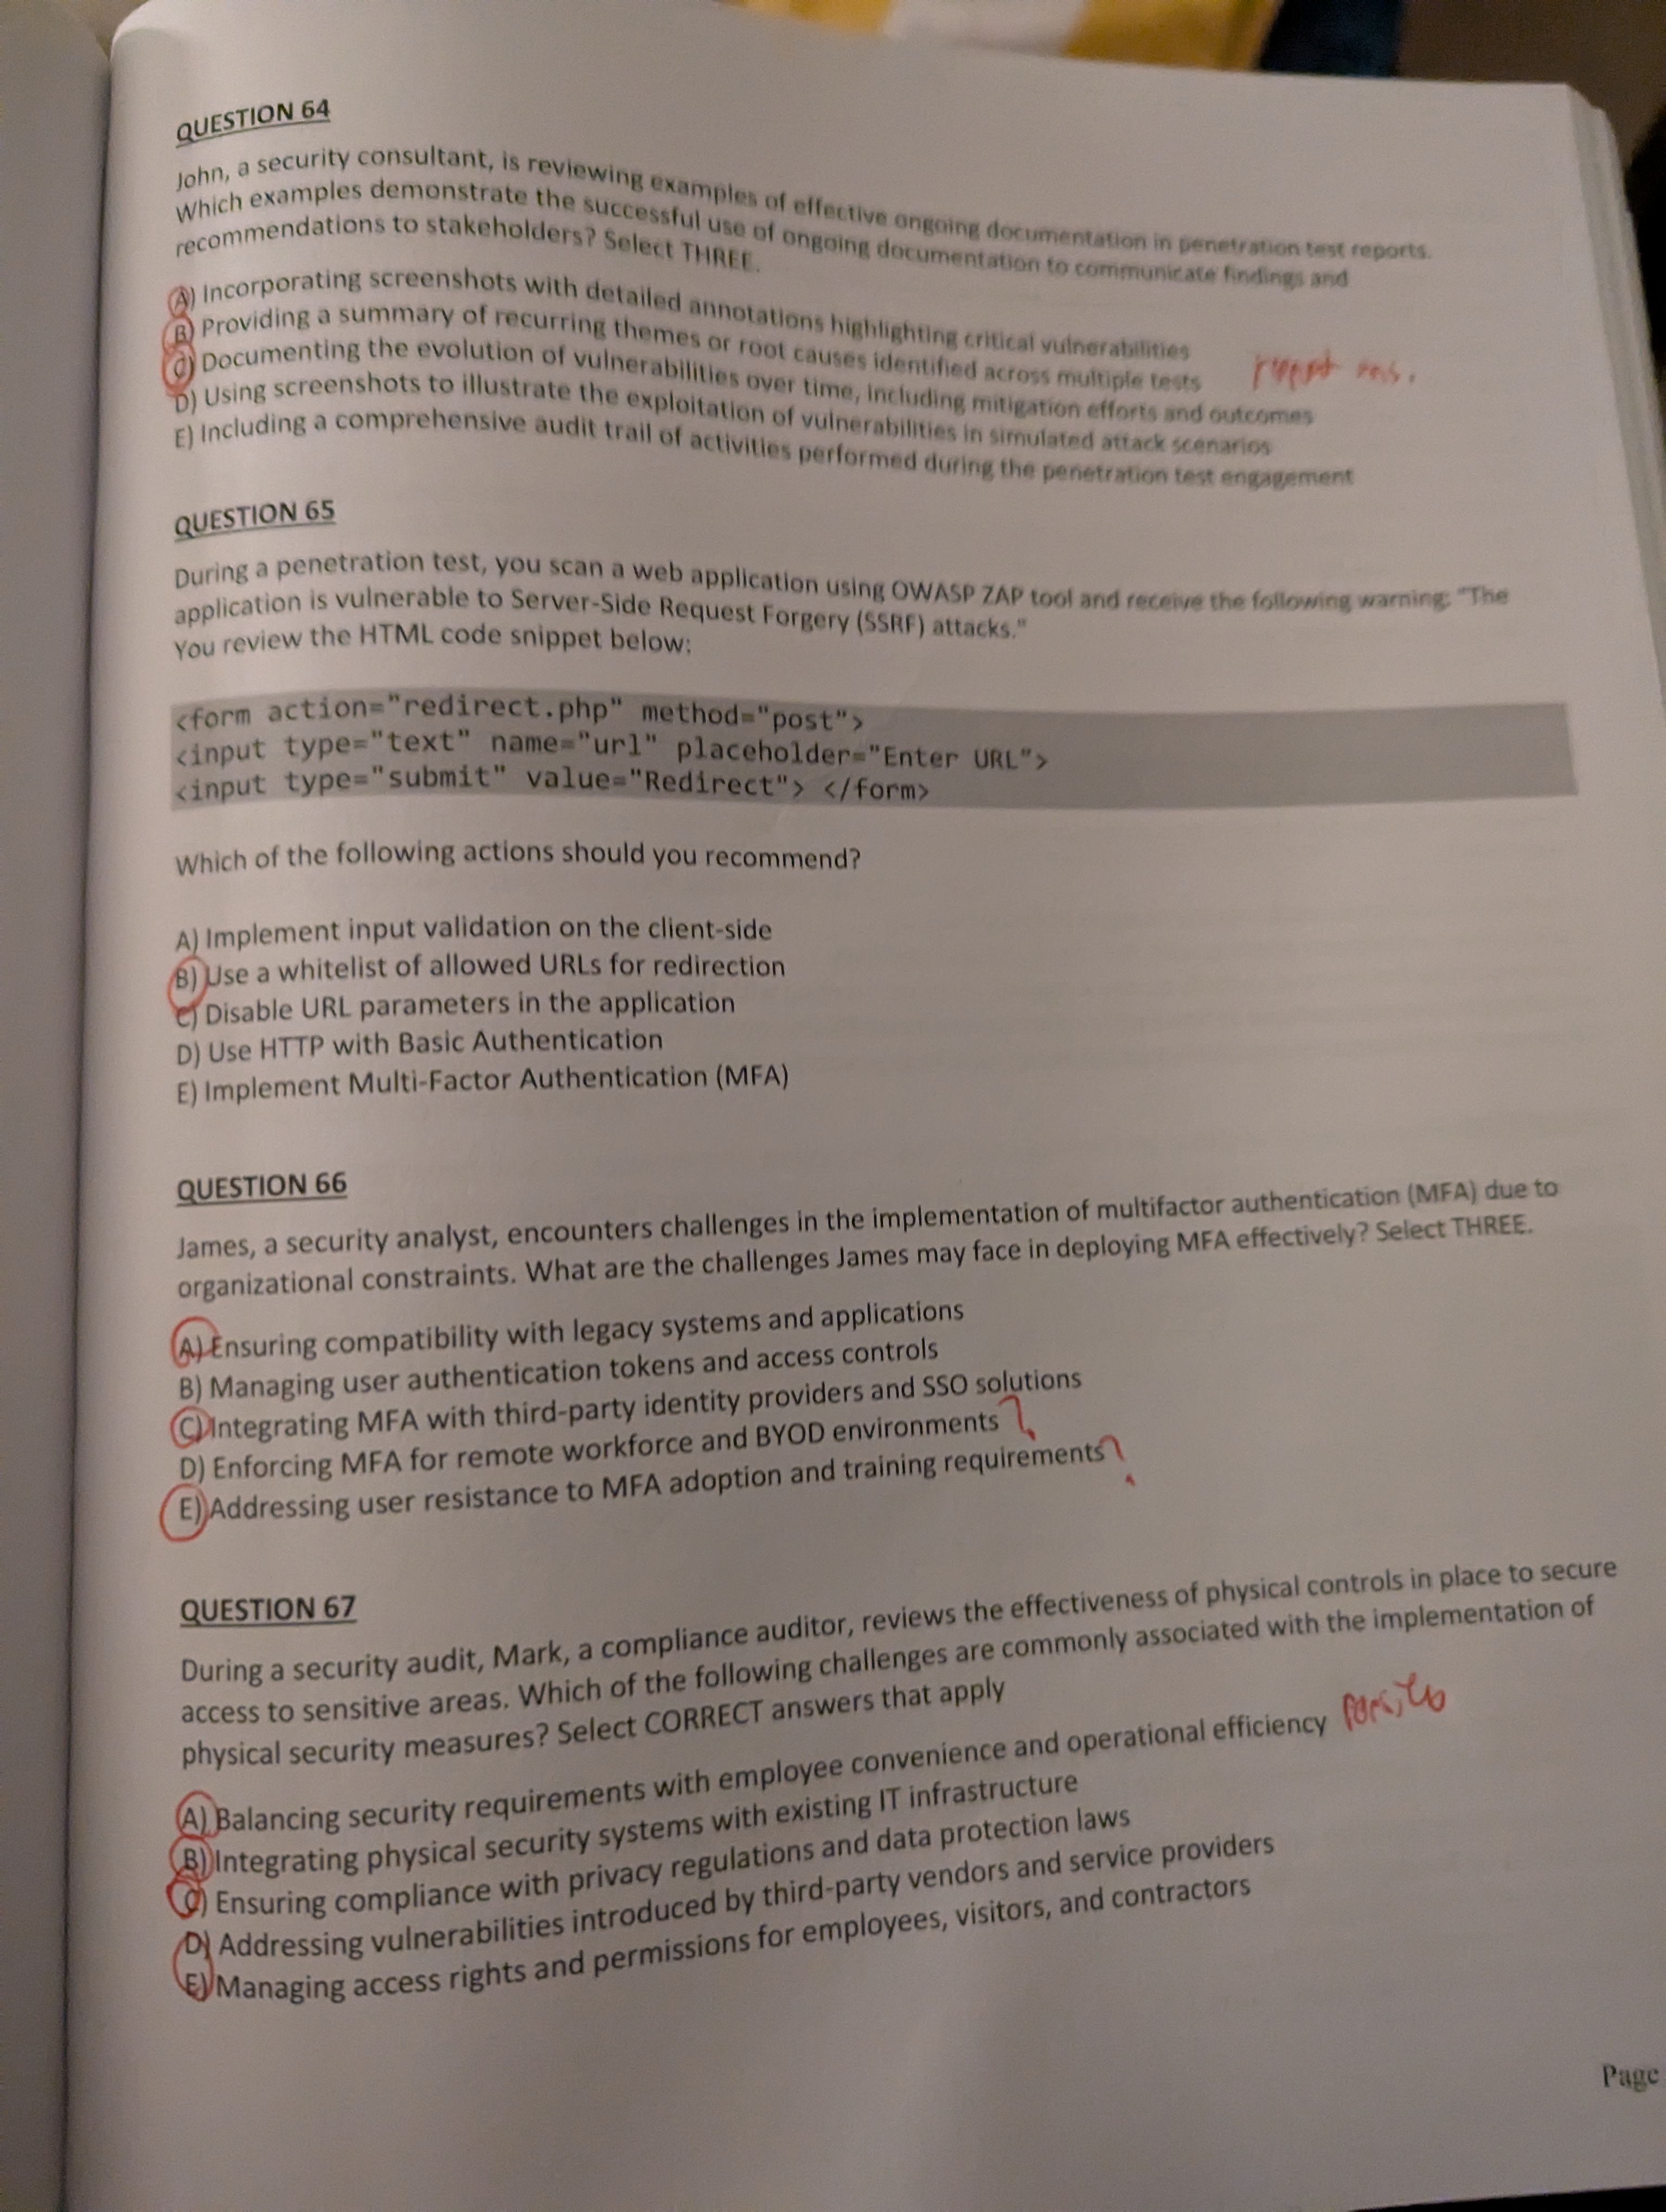 QUESTION 64
John, a security consultant, is reviewing examples of effective ongoing documentation in penetration test reports.
Which examples demonstrate the successful use of ongoing documentation to communicate findings and
recommendations to stakeholders? Select THREE.
A) Incorporating screenshots with detailed annotations highlighting critical vulnerabilities
B) Providing a summary of recurring themes or root causes identified across multiple tests
C) Documenting the evolution of vulnerabilities over time, including mitigation efforts and outcomes
D) Using screenshots to illustrate the exploitation of vulnerabilities in simulated attack scenarios
E) Including a comprehensive audit trail of activities performed during the penetration test engagement
QUESTION 65
During a penetration test, you scan a web application using OWASP ZAP tool and receive the following warning: "The
application is vulnerable to Server-Side Request Forgery (SSRF) attacks."
You review the HTML code snippet below:
<form action="redirect.php" method="post">
<input type="text" name="url" placeholder="Enter URL">
<input type="submit" value="Redirect"> </form>
Which of the following actions should you recommend?
A) Implement input validation on the client-side
B) Use a whitelist of allowed URLs for redirection
C) Disable URL parameters in the application
D) Use HTTP with Basic Authentication
E) Implement Multi-Factor Authentication (MFA)
QUESTION 66
James, a security analyst, encounters challenges in the implementation of multifactor authentication (MFA) due to
organizational constraints. What are the challenges James may face in deploying MFA effectively? Select THREE.
A) Ensuring compatibility with legacy systems and applications
B) Managing user authentication tokens and access controls
C) Integrating MFA with third-party identity providers and SSO solutions
D) Enforcing MFA for remote workforce and BYOD environments
E) Addressing user resistance to MFA adoption and training requirements
QUESTION 67
During a security audit, Mark, a compliance auditor, reviews the effectiveness of physical controls in place to secure
access to sensitive areas. Which of the following challenges are commonly associated with the implementation of
physical security measures? Select CORRECT answers that apply
A) Balancing security requirements with employee convenience and operational efficiency
B) Integrating physical security systems with existing IT infrastructure
C) Ensuring compliance with privacy regulations and data protection laws
D) Addressing vulnerabilities introduced by third-party vendors and service providers
E) Managing access rights and permissions for employees, visitors, and contractors
Page